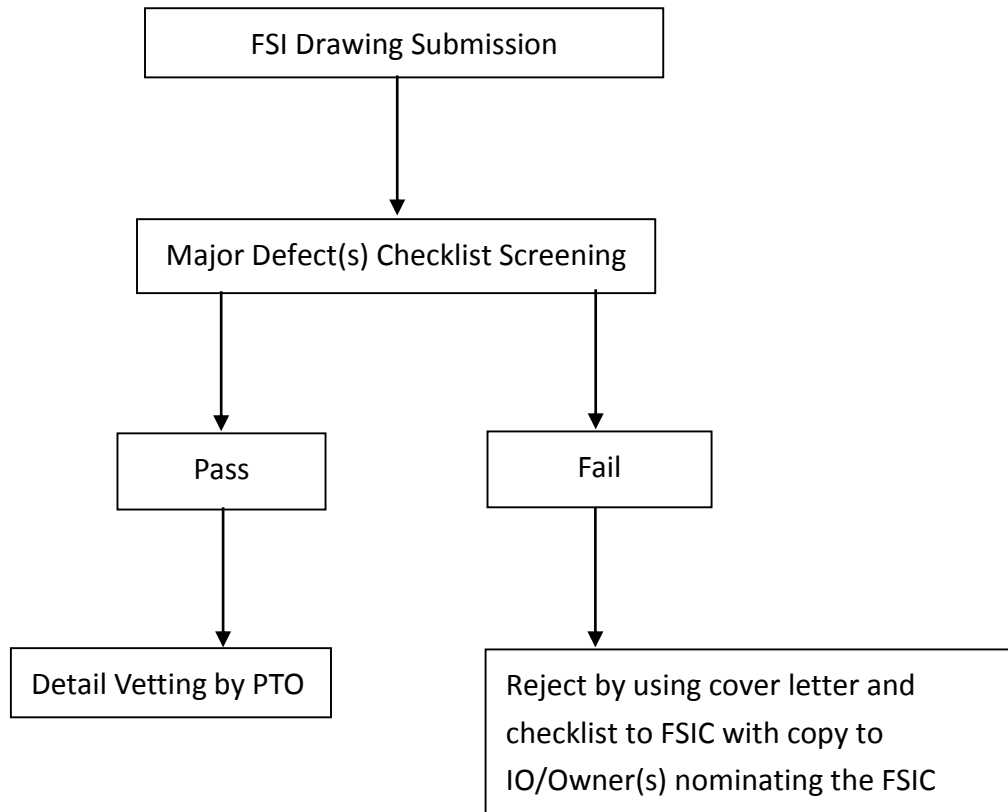 FSI Drawing Submission
Major Defect(s) Checklist Screening
Pass
Fail
Detail Vetting by PTO
Reject by using cover letter and
checklist to FSIC with copy to
IO/Owner(s) nominating the FSIC